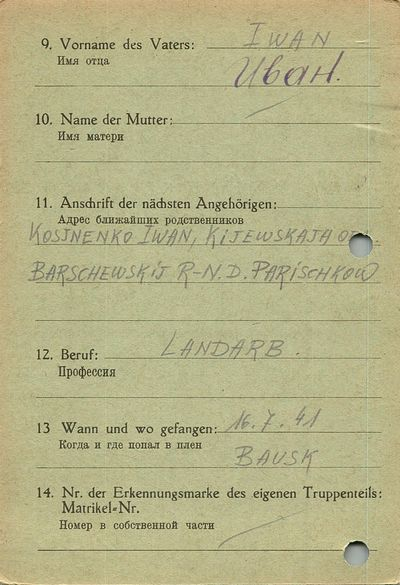 9. Vorname des Vaters: IWAN
Имя отца Иван.
10. Name der Mutter:
Имя матери
11. Anschrift der nächsten Angehörigen:
Адрес ближайших родственников
KOSJNENKO IWAN, KIJEWSKAJA
BARSCHEWSKIJ R-N. D. PARISCHKOW
12. Beruf: LANDARB.
Профессия
13 Wann und wo gefangen: 16.7.41
Когда и где попал в плен
BAUSK
14. Nr. der Erkennungsmarke des eigenen Truppenteils:
Matrikel-Nr.
Номер в собственной части